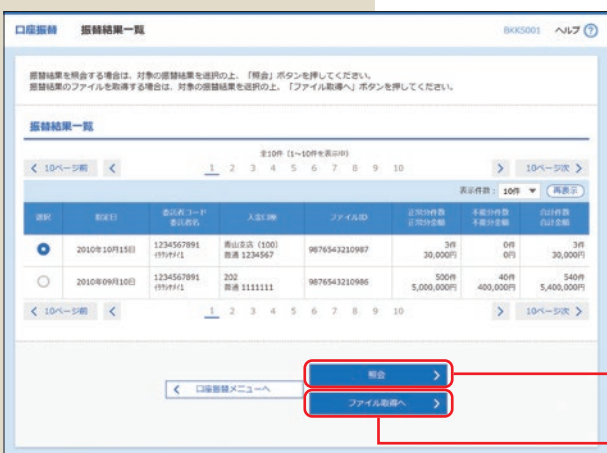 口座振替 振替結果一覧 BKKS001 ヘルプ ?
振替結果を照会する場合は、対象の振替結果を選択の上、「照会」ボタンを押してください。
振替結果のファイルを取得する場合は、対象の振替結果を選択の上、「ファイル取得へ」ボタンを押してください。
振替結果一覧
全10件(1~10件を表示中)
< 10ページ前 < 1 2 3 4 5 6 7 8 9 10 > 10ページ次 >
表示件数: 10件 ▼ 再表示
選択 指定日 委託者コード 入金口座 ファイルID 正常分件数 不能分件数 合計件数
委託者名 正常分金額 不能分金額 合計金額
2010年10月15日 1234567891 青山支店 (100) 9876543210987 3件 0件 3件
普通 1234567 30,000円 0円 30,000円
2010年09月10日 1234567891 202 9876543210986 500件 40件 540件
普通 1111111 5,000,000円 400,000円 5,400,000円
< 10ページ前 < 1 2 3 4 5 6 7 8 9 10 > 10ページ次 >
照会 >
< 口座振替メニューへ
ファイル取得へ >